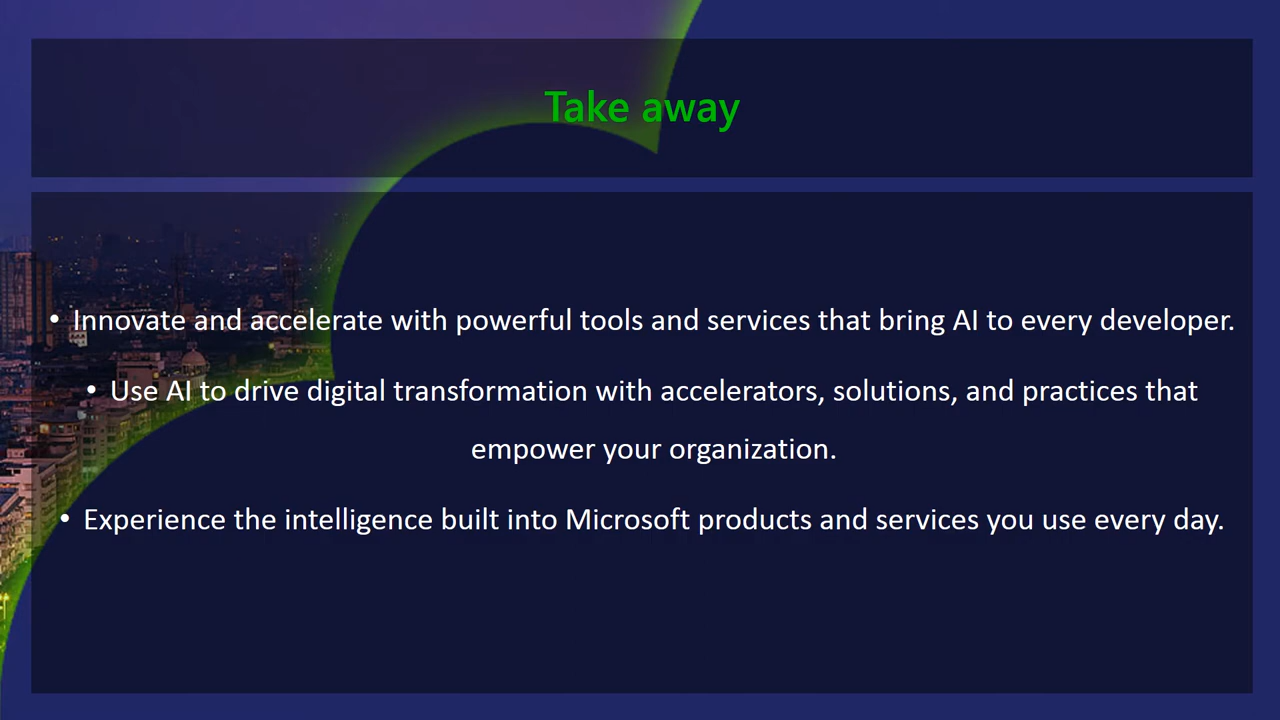 Take away
• Innovate and accelerate with powerful tools and services that bring AI to every developer.
• Use AI to drive digital transformation with accelerators, solutions, and practices that
empower your organization.
• Experience the intelligence built into Microsoft products and services you use every day.